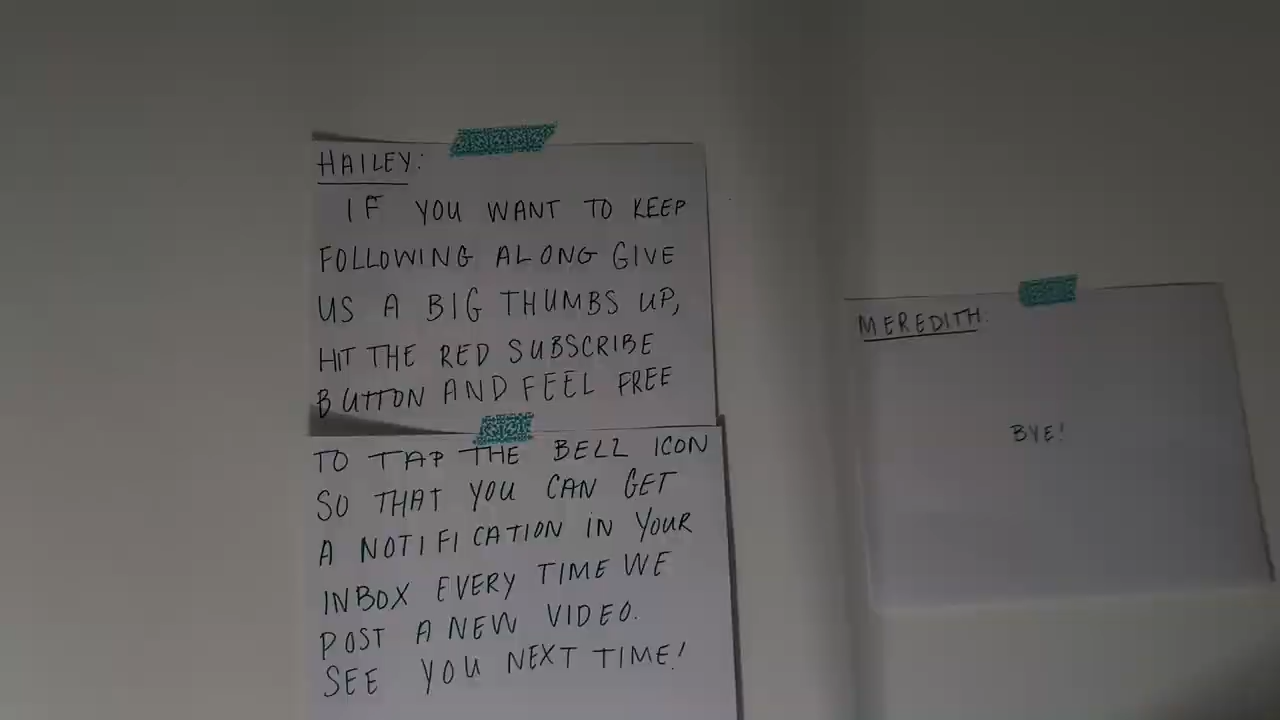 HAILEY:
IF YOU WANT TO KEEP
FOLLOWING ALONG GIVE
US A BIG THUMBS UP,
HIT THE RED SUBSCRIBE
BUTTON AND FEEL FREE
TO TAP THE BELL ICON
SO THAT YOU CAN GET
A NOTIFICATION IN YOUR
INBOX EVERY TIME WE
POST A NEW VIDEO.
SEE YOU NEXT TIME!
MEREDITH:
BYE!